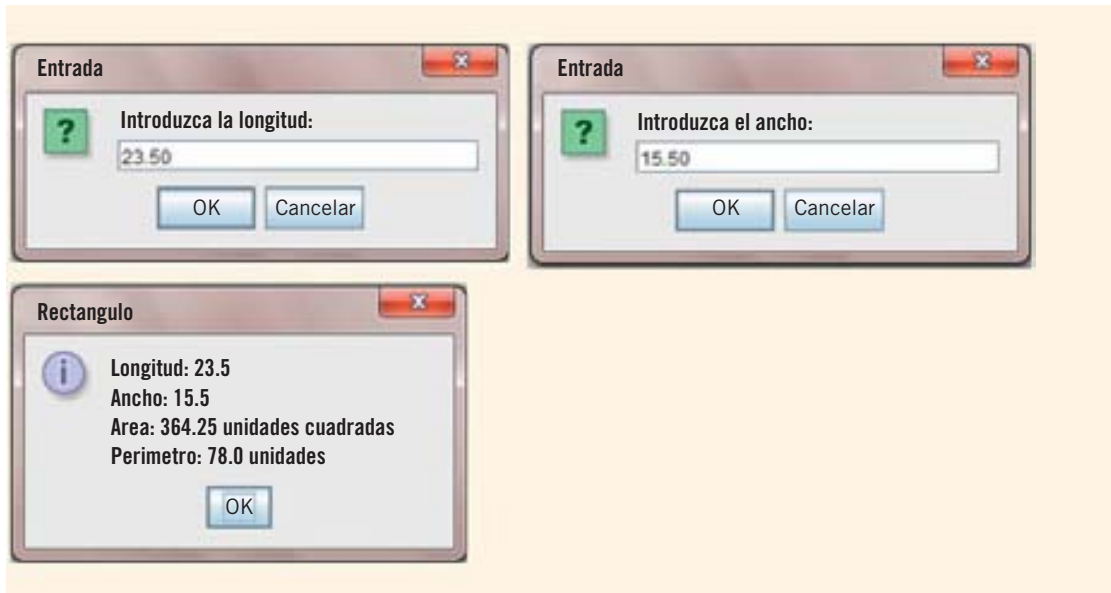 Entrada
Introduzca la longitud:
23.50
OK Cancelar
Entrada
Introduzca el ancho:
15.50
OK Cancelar
Rectangulo
Longitud: 23.5
Ancho: 15.5
Area: 364.25 unidades cuadradas
Perimetro: 78.0 unidades
OK